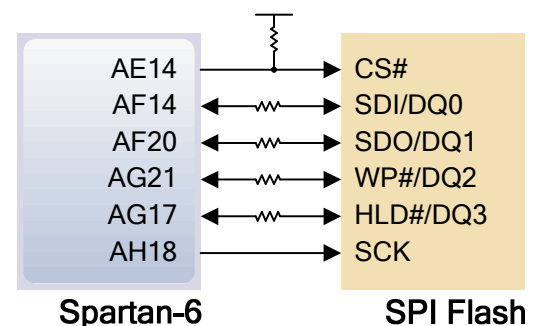 AE14 CS#
AF14 SDI/DQ0
AF20 SDO/DQ1
AG21 WP#/DQ2
AG17 HLD#/DQ3
AH18 SCK
Spartan-6 SPI Flash